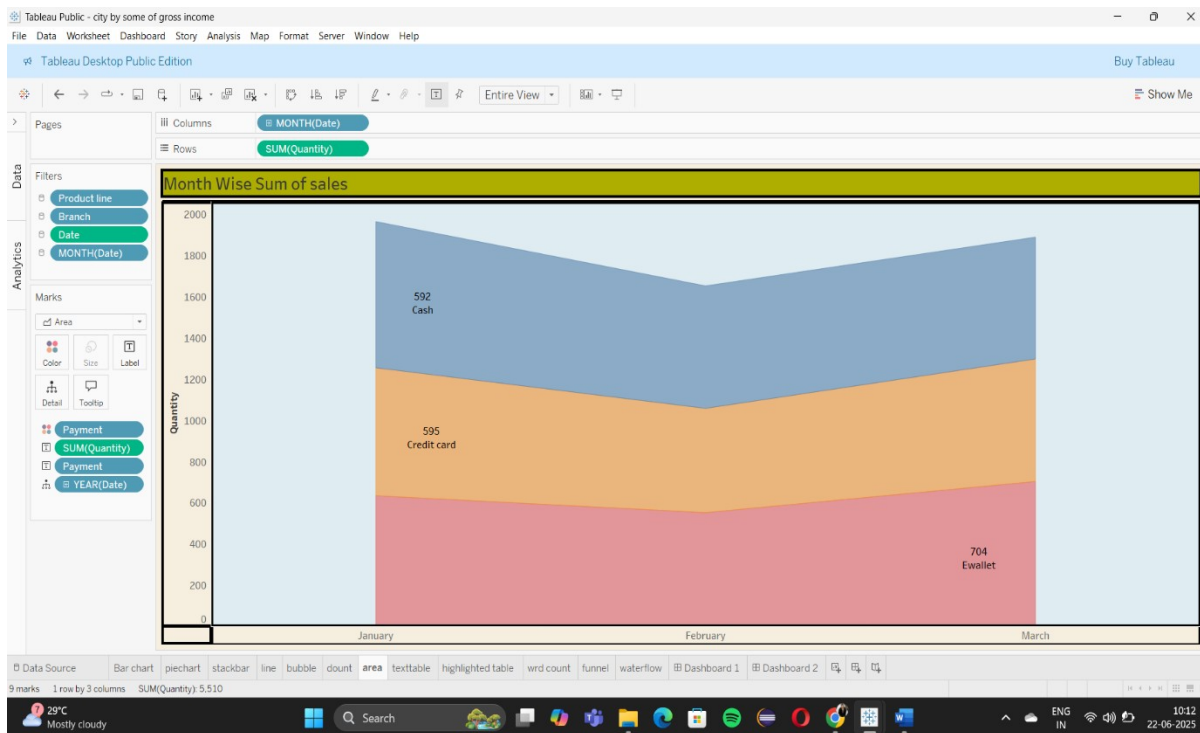 Tableau Public - city by some of gross income
File Data Worksheet Dashboard Story Analysis Map Format Server Window Help
Tableau Desktop Public Edition
Buy Tableau
Entire View
Show Me
Pages
Columns
MONTH(Date)
Rows
SUM(Quantity)
Data
Analytics
Filters
Product line
Branch
Date
MONTH(Date)
Marks
Area
Color
Size
Label
Detail
Tooltip
Payment
SUM(Quantity)
Payment
YEAR(Date)
Month Wise Sum of sales
Quantity
2000
1800
1600
1400
1200
1000
800
600
400
200
0
592
Cash
595
Credit card
704
Ewallet
January
February
March
Data Source Bar chart piechart stackbar line bubble dount area texttable highlighted table wrd count funnel waterflow Dashboard 1 Dashboard 2
9 marks 1 row by 3 columns SUM(Quantity): 5,510
7
29°C
Mostly cloudy
Search
ENG
IN
10:12
22-06-2025